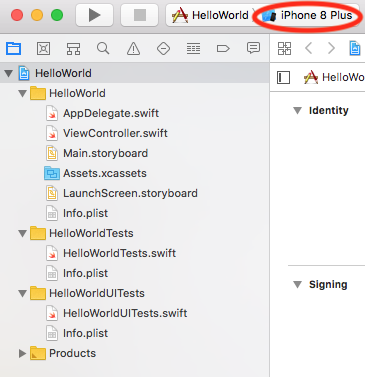 HelloWorld
iPhone 8 Plus
HelloWorld
HelloWo
HelloWorld
Identity
AppDelegate.swift
ViewController.swift
Main.storyboard
Assets.xcassets
LaunchScreen.storyboard
Info.plist
HelloWorldTests
HelloWorldTests.swift
Info.plist
HelloWorldUITests
Signing
HelloWorldUITests.swift
Info.plist
Products